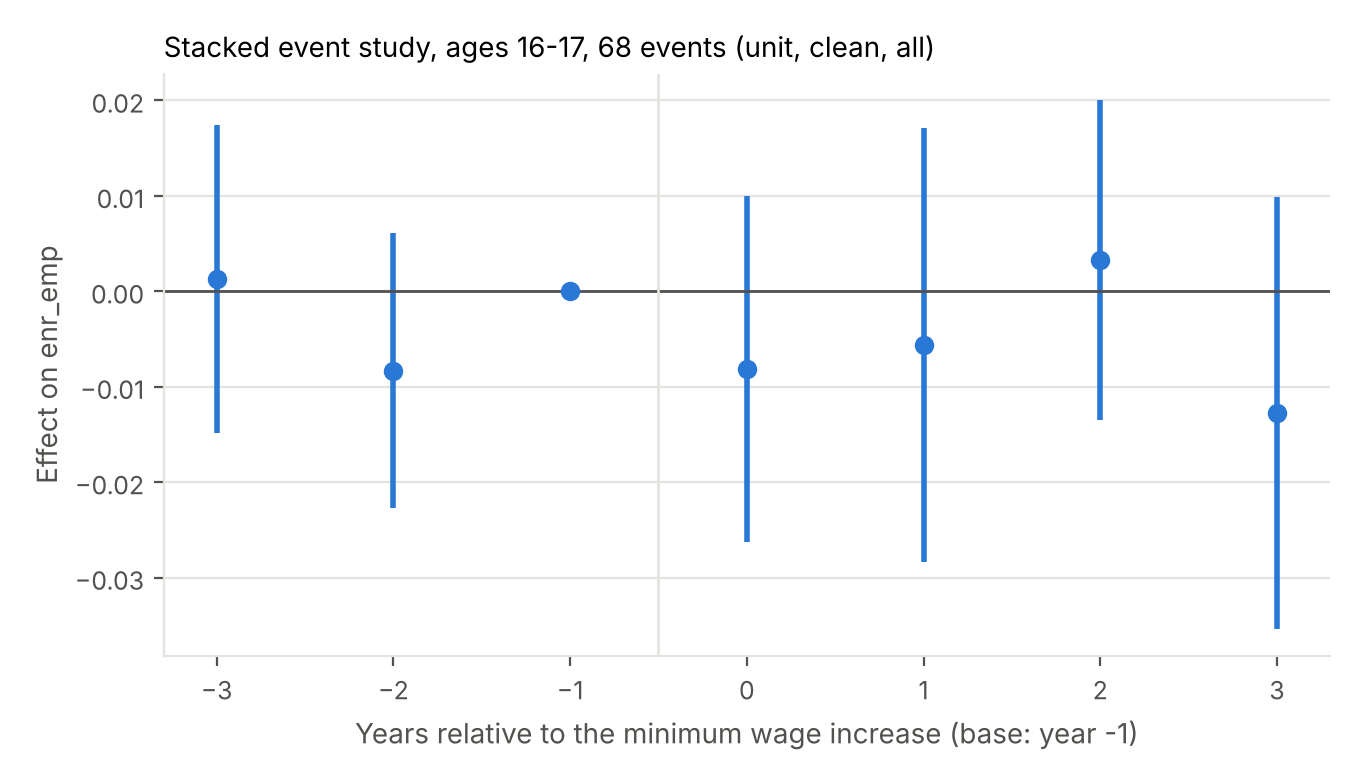 Stacked event study, ages 16-17, 68 events (unit, clean, all)
Effect on enr_emp
0.02
0.01
0.00
−0.01
−0.02
−0.03
−3 −2 −1 0 1 2 3
Years relative to the minimum wage increase (base: year -1)